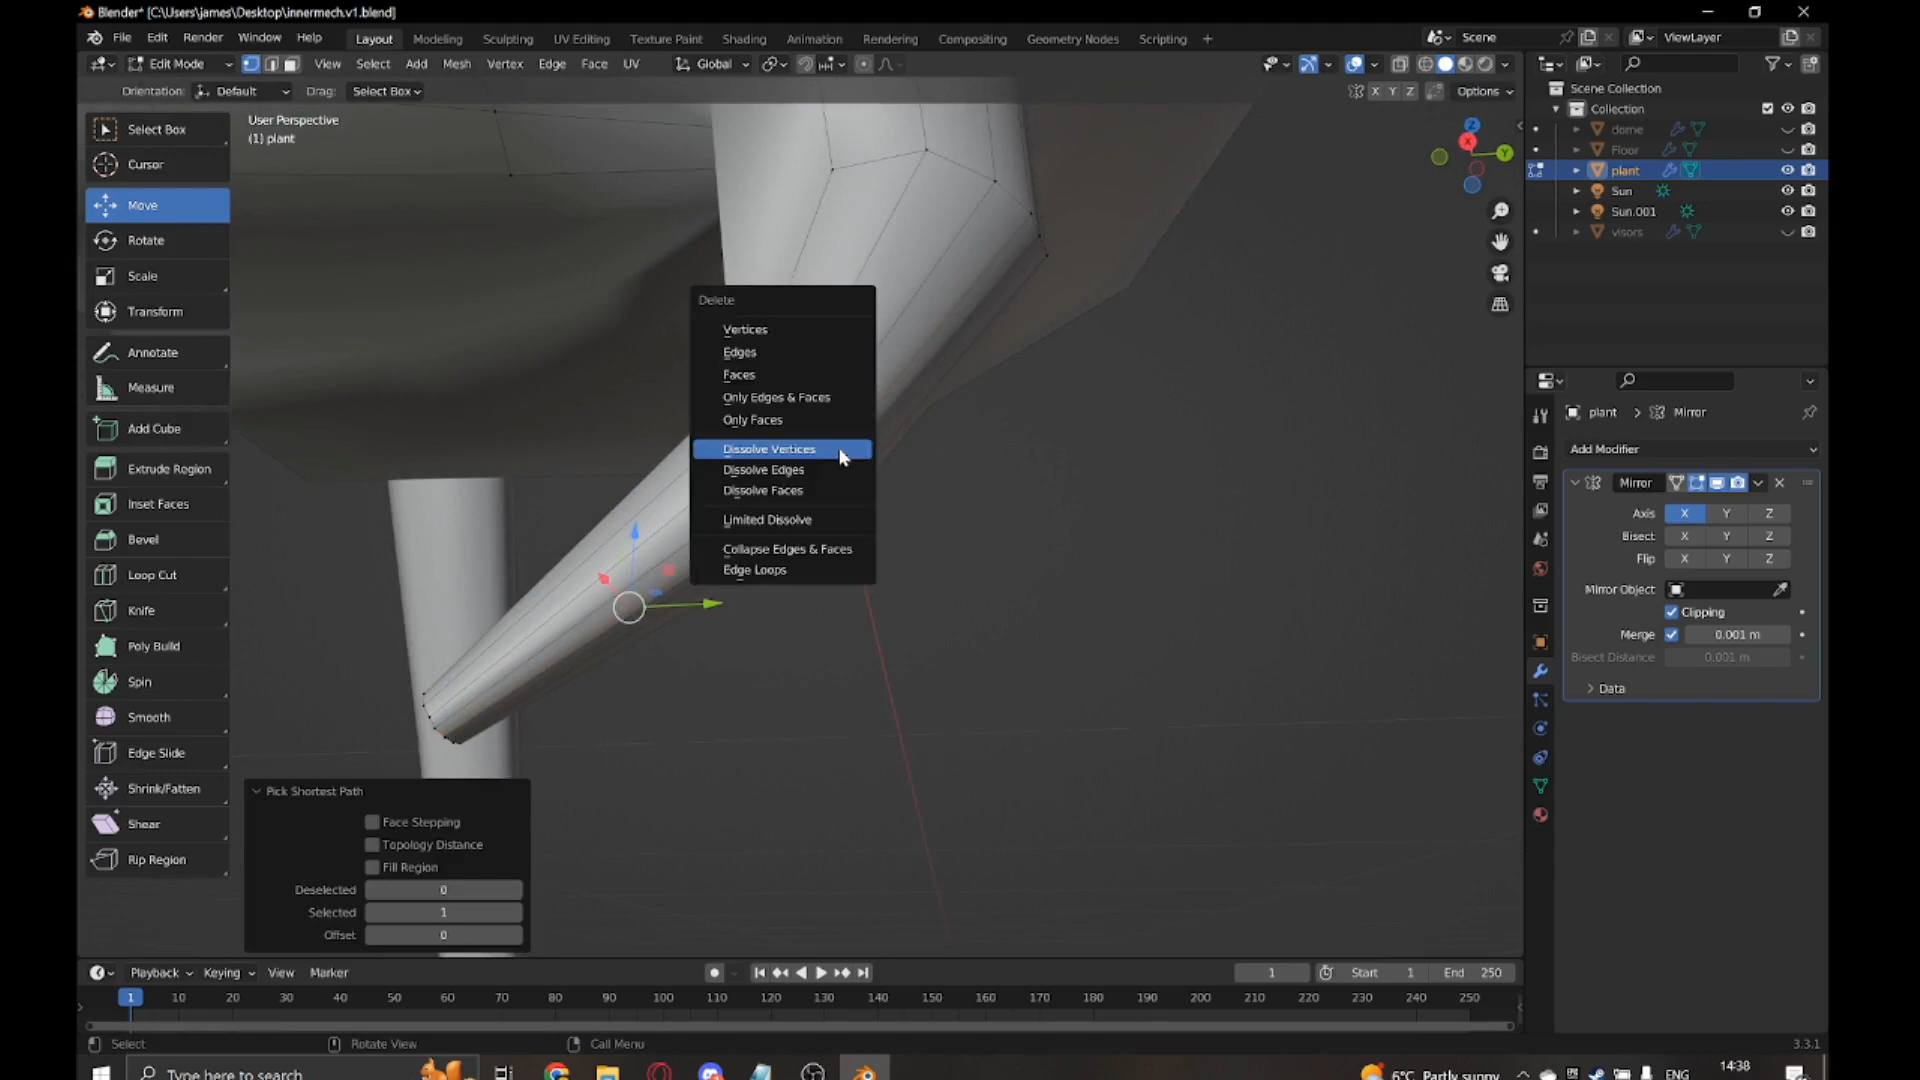 Blender* [C:\Users\james\Desktop\innermech.v1.blend]
File Edit Render Window Help Layout Modeling Sculpting UV Editing Texture Paint Shading Animation Rendering Compositing Geometry Nodes Scripting + Scene ViewLayer
Edit Mode View Select Add Mesh Vertex Edge Face UV Global
Orientation: Default Drag: Select Box X Y Z Options
Select Box
Cursor
Move
Rotate
Scale
Transform
Annotate
Measure
Add Cube
Extrude Region
Inset Faces
Bevel
Loop Cut
Knife
Poly Build
Spin
Smooth
Edge Slide
Shrink/Fatten
Shear
Rip Region
User Perspective
(1) plant
Z
X
Y
Delete
Vertices
Edges
Faces
Only Edges & Faces
Only Faces
Dissolve Vertices
Dissolve Edges
Dissolve Faces
Limited Dissolve
Collapse Edges & Faces
Edge Loops
Pick Shortest Path
Face Stepping
Topology Distance
Fill Region
Deselected 0
Selected 1
Offset 0
Scene Collection
Collection
dome
Floor
plant
Sun
Sun.001
visors
plant > Mirror
Add Modifier
Mirror
Axis X Y Z
Bisect X Y Z
Flip X Y Z
Mirror Object
Clipping
Merge 0.001 m
Bisect Distance 0.001 m
Data
Playback Keying View Marker 1 Start 1 End 250
1 10 20 30 40 50 60 70 80 90 100 110 120 130 140 150 160 170 180 190 200 210 220 230 240 250
Select Rotate View Call Menu 3.3.1
Type here to search 6°C Partly sunny ENG 14:38